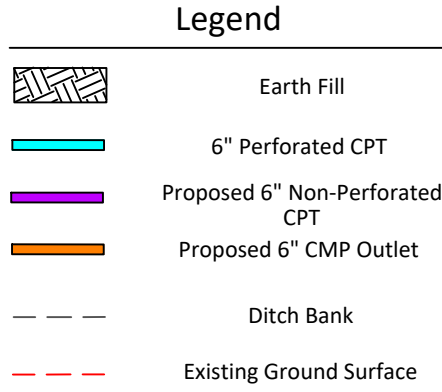 Legend
Earth Fill
6" Perforated CPT
Proposed 6" Non-Perforated
CPT
Proposed 6" CMP Outlet
Ditch Bank
Existing Ground Surface